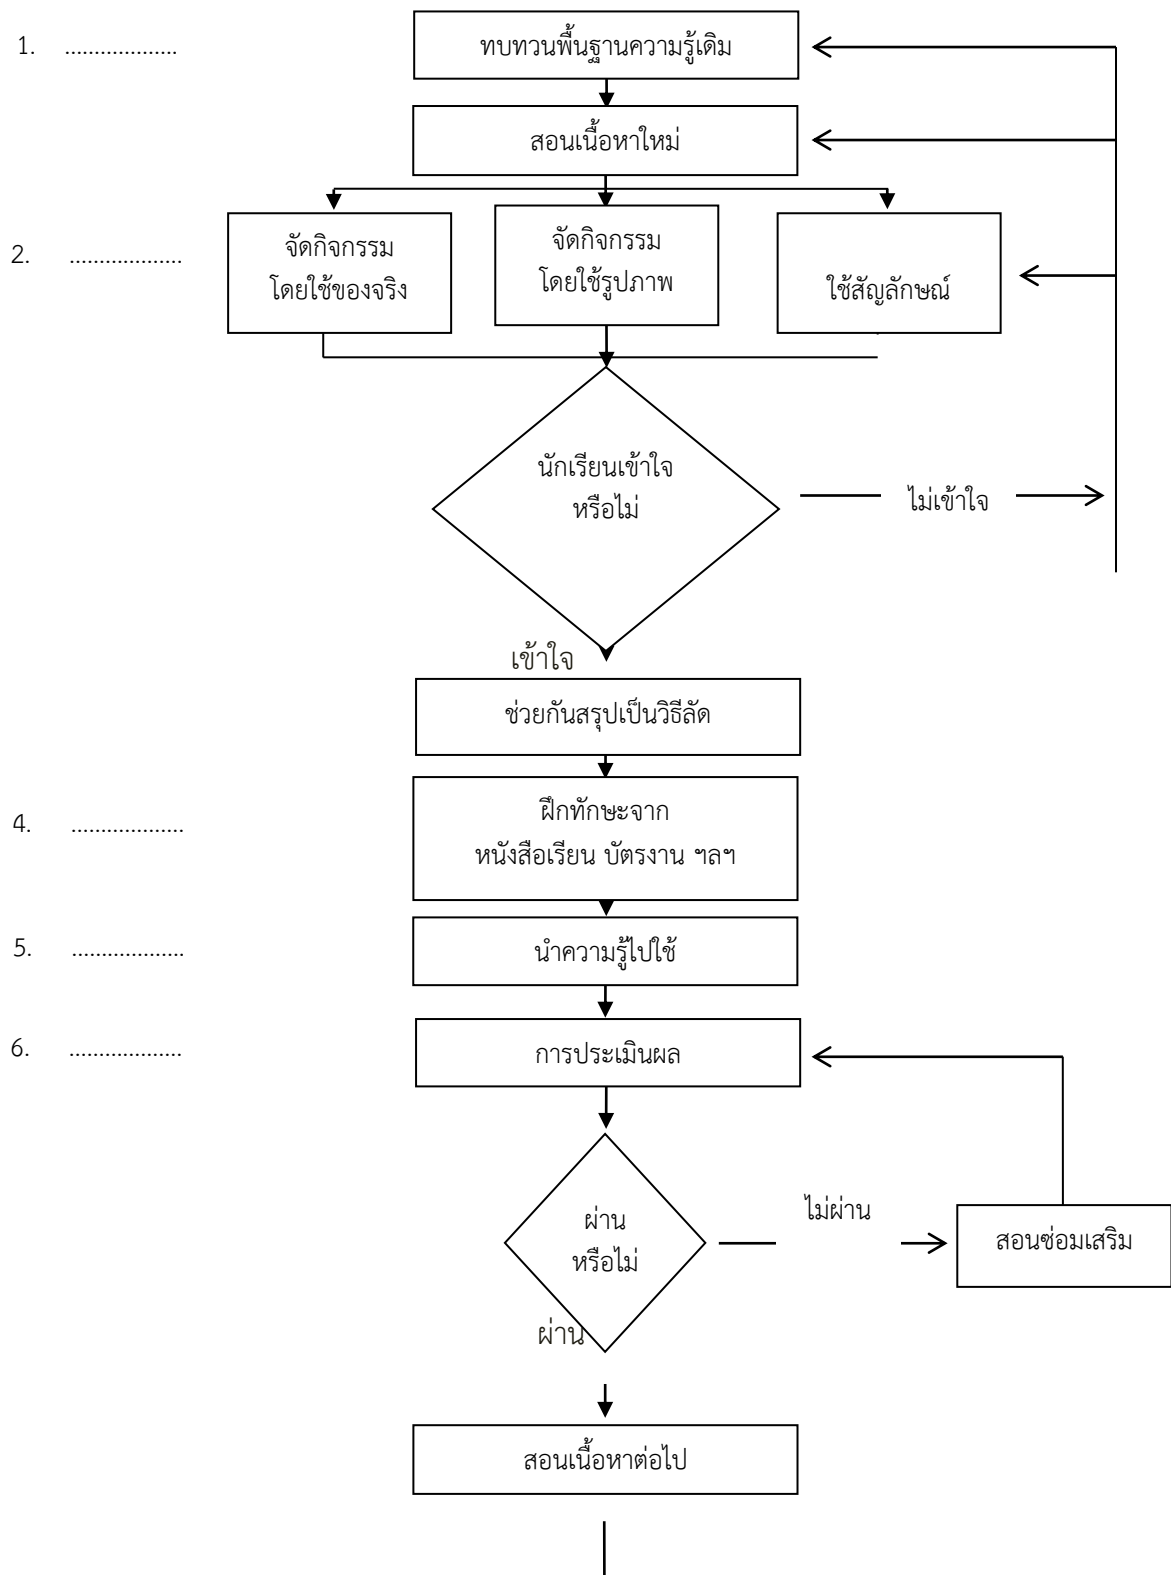 1. ...................
ทบทวนพื้นฐานความรู้เดิม
สอนเนื้อหาใหม่
2. ...................
จัดกิจกรรม
โดยใช้ของจริง
จัดกิจกรรม
โดยใช้รูปภาพ
ใช้สัญลักษณ์
นักเรียนเข้าใจ
หรือไม่
ไม่เข้าใจ
เข้าใจ
ช่วยกันสรุปเป็นวิธีลัด
4. ...................
ฝึกทักษะจาก
หนังสือเรียน บัตรงาน ฯลฯ
5. ...................
นำความรู้ไปใช้
6. ...................
การประเมินผล
ผ่าน
หรือไม่
ไม่ผ่าน
สอนซ่อมเสริม
ผ่าน
สอนเนื้อหาต่อไป